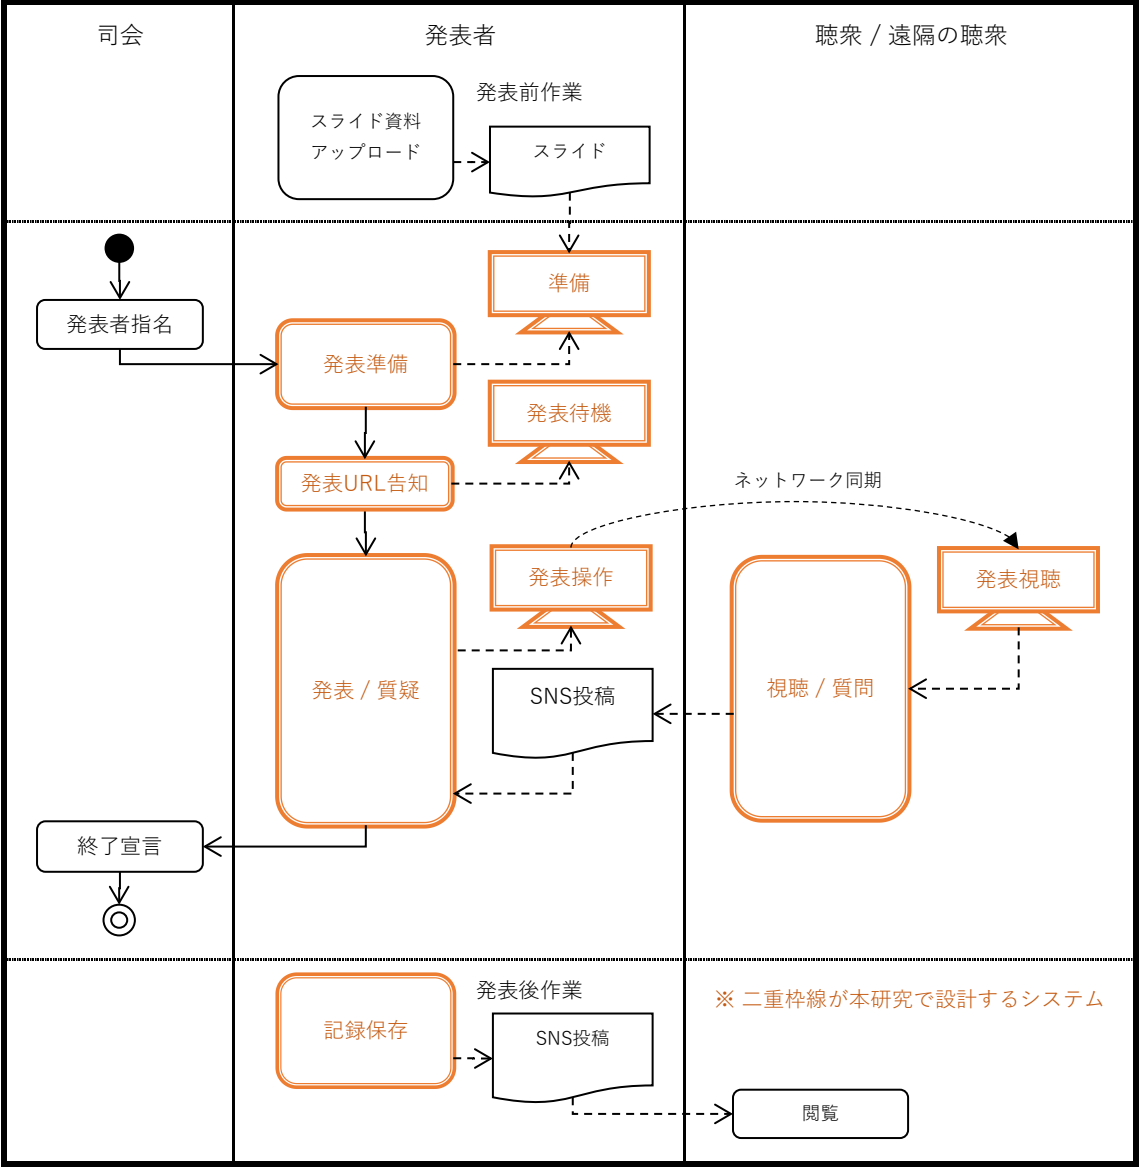 司会
発表者
聴衆 / 遠隔の聴衆
発表前作業
スライド資料
アップロード
スライド
準備
発表者指名
発表準備
発表待機
発表URL告知
ネットワーク同期
発表操作
発表視聴
発表 / 質疑
SNS投稿
視聴 / 質問
終了宣言
発表後作業
※ 二重枠線が本研究で設計するシステム
記録保存
SNS投稿
閲覧